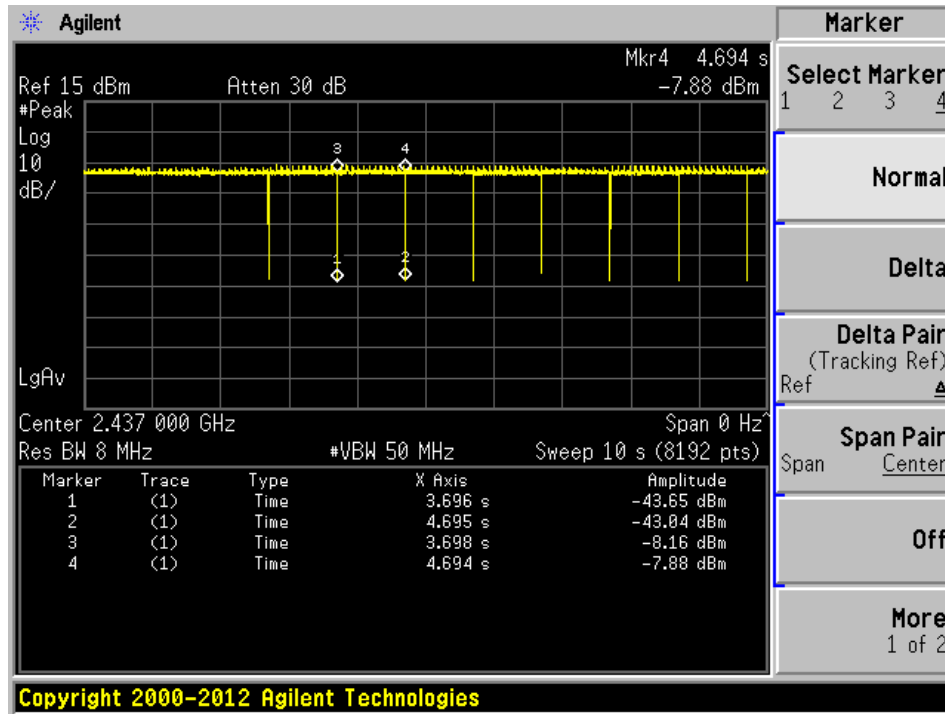 Agilent
Marker
Mkr4 4.694 s
Ref 15 dBm Atten 30 dB -7.88 dBm
#Peak
Log
10
dB/
3 4
1 2
LgAv
Center 2.437 000 GHz Span 0 Hz^
Res BW 8 MHz #VBW 50 MHz Sweep 10 s (8192 pts)
Marker Trace Type X Axis Amplitude
1 (1) Time 3.696 s -43.65 dBm
2 (1) Time 4.695 s -43.04 dBm
3 (1) Time 3.698 s -8.16 dBm
4 (1) Time 4.694 s -7.88 dBm
Select Marker
1 2 3 4
Normal
Delta
Delta Pair
(Tracking Ref)
Ref Δ
Span Pair
Span Center
Off
More
1 of 2
Copyright 2000-2012 Agilent Technologies